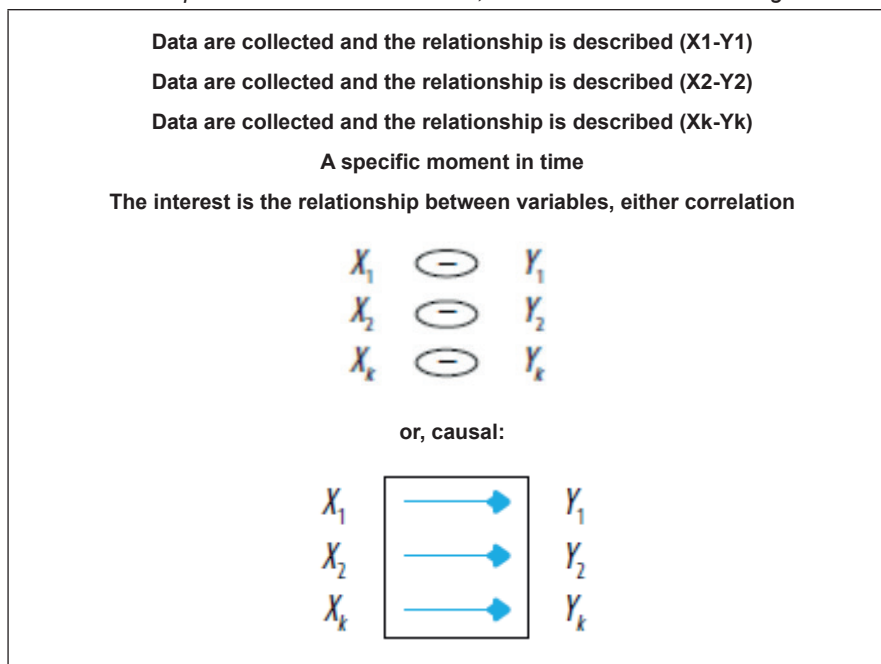 Data are collected and the relationship is described (X1-Y1)
Data are collected and the relationship is described (X2-Y2)
Data are collected and the relationship is described (Xk-Yk)
A specific moment in time
The interest is the relationship between variables, either correlation
X₁ − Y₁
X₂ − Y₂
Xₖ − Yₖ
or, causal:
X₁ Y₁
X₂ Y₂
Xₖ Yₖ